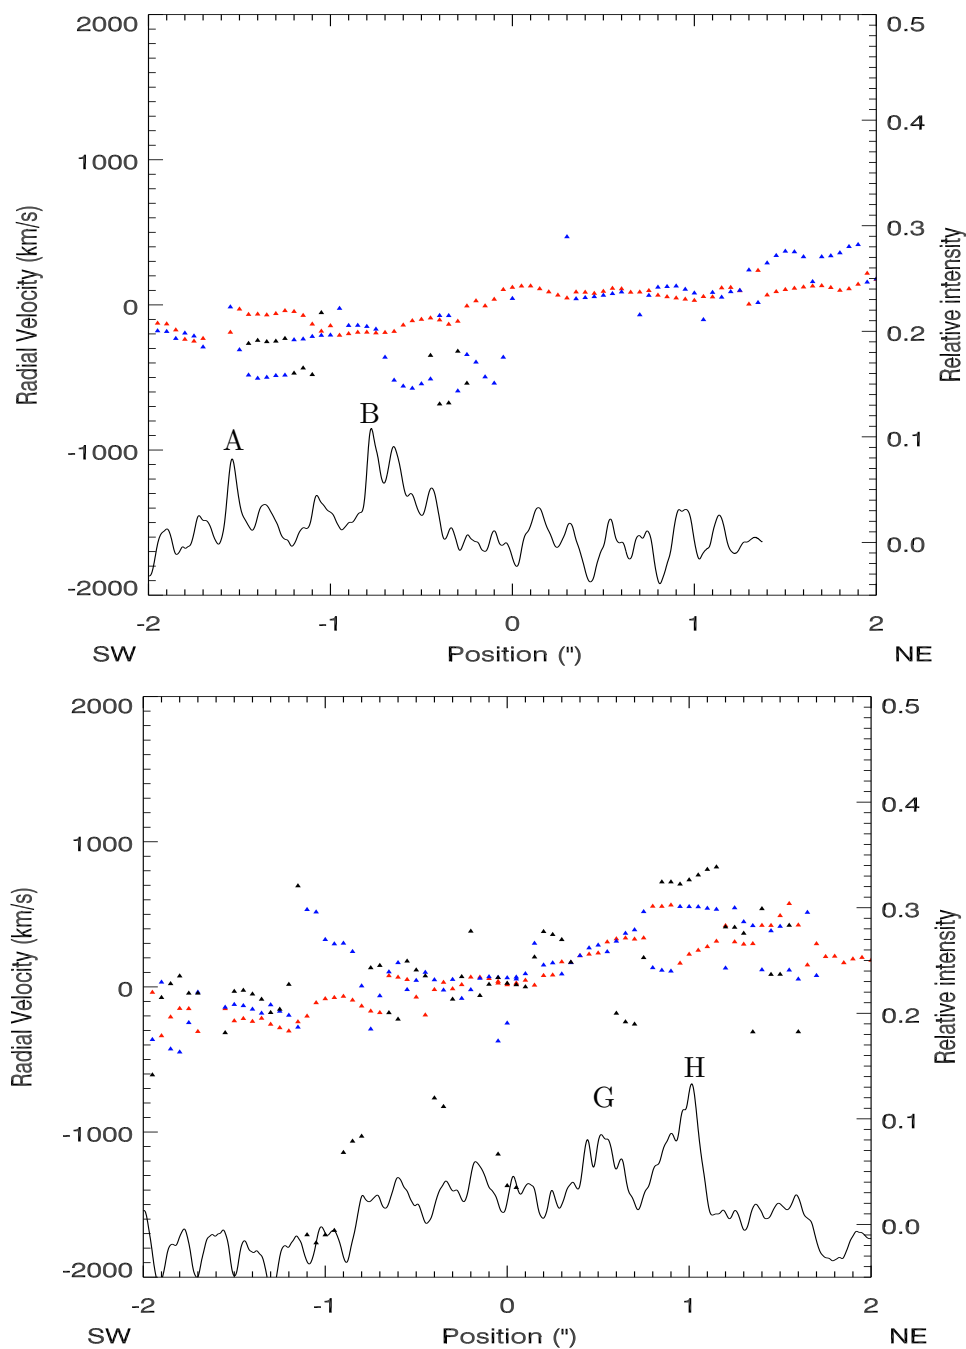 2000
1000
0
-1000
-2000
Radial Velocity (km/s)
0.5
0.4
0.3
0.2
0.1
0.0
Relative intensity
A
B
-2
-1
0
1
2
SW
Position (")
NE
2000
1000
0
-1000
-2000
Radial Velocity (km/s)
0.5
0.4
0.3
0.2
0.1
0.0
Relative intensity
G
H
-2
-1
0
1
2
SW
Position (")
NE